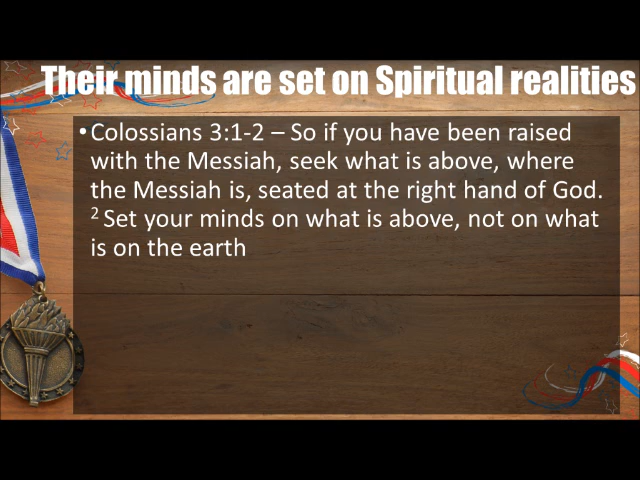 Their minds are set on Spiritual realities
•Colossians 3:1-2 – So if you have been raised
with the Messiah, seek what is above, where
the Messiah is, seated at the right hand of God.
² Set your minds on what is above, not on what
is on the earth